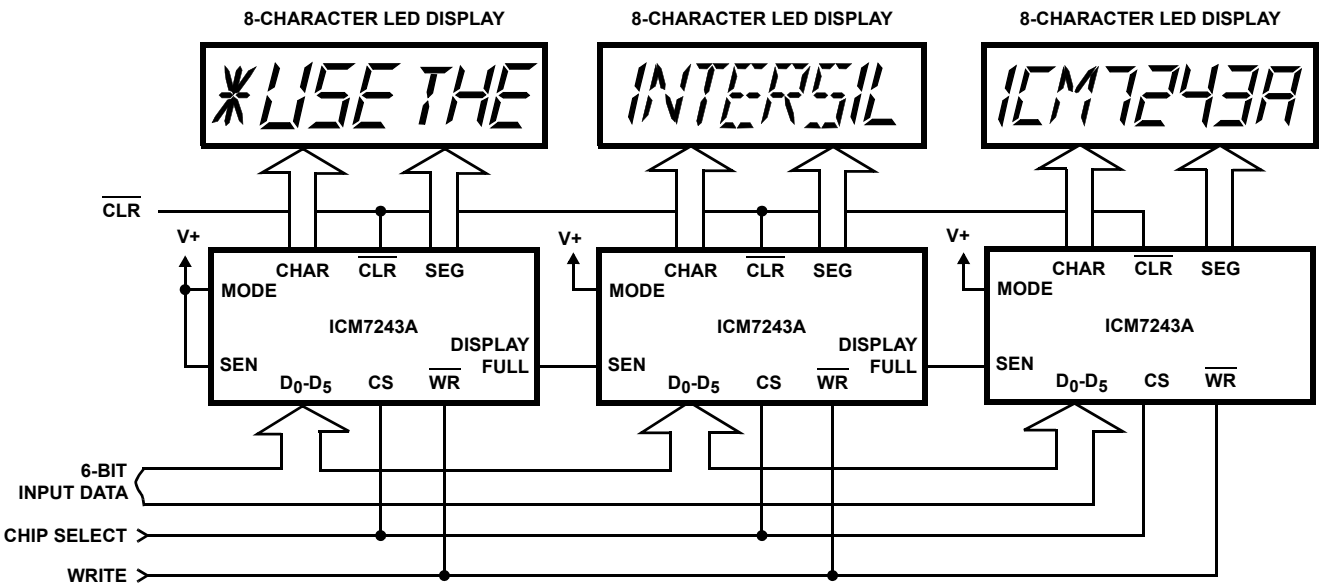 8-CHARACTER LED DISPLAY 8-CHARACTER LED DISPLAY 8-CHARACTER LED DISPLAY
*USE THE INTERSIL ICM7243A
CLR
V+ V+ V+
CHAR CLR SEG CHAR CLR SEG CHAR CLR SEG
MODE MODE MODE
ICM7243A ICM7243A ICM7243A
DISPLAY DISPLAY
SEN FULL SEN FULL SEN
D0-D5 CS WR D0-D5 CS WR D0-D5 CS WR
6-BIT
INPUT DATA
CHIP SELECT
WRITE